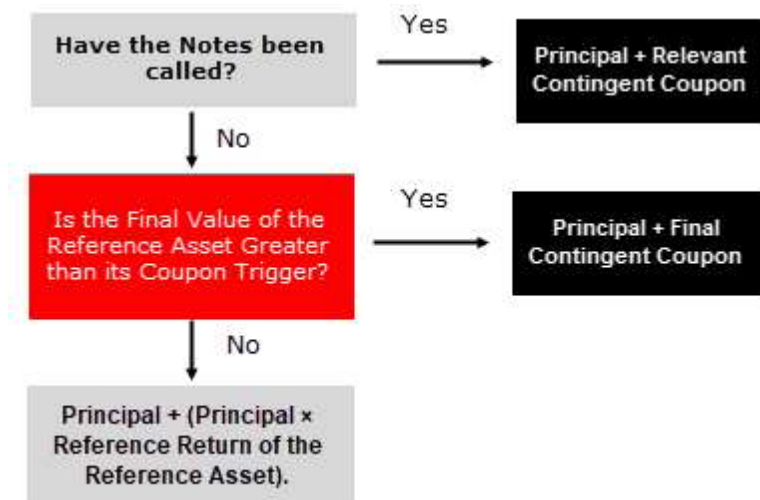 Have the Notes been
called?
Yes
Principal + Relevant
Contingent Coupon
No
Is the Final Value of the
Reference Asset Greater
than its Coupon Trigger?
Yes
Principal + Final
Contingent Coupon
No
Principal + (Principal ×
Reference Return of the
Reference Asset).